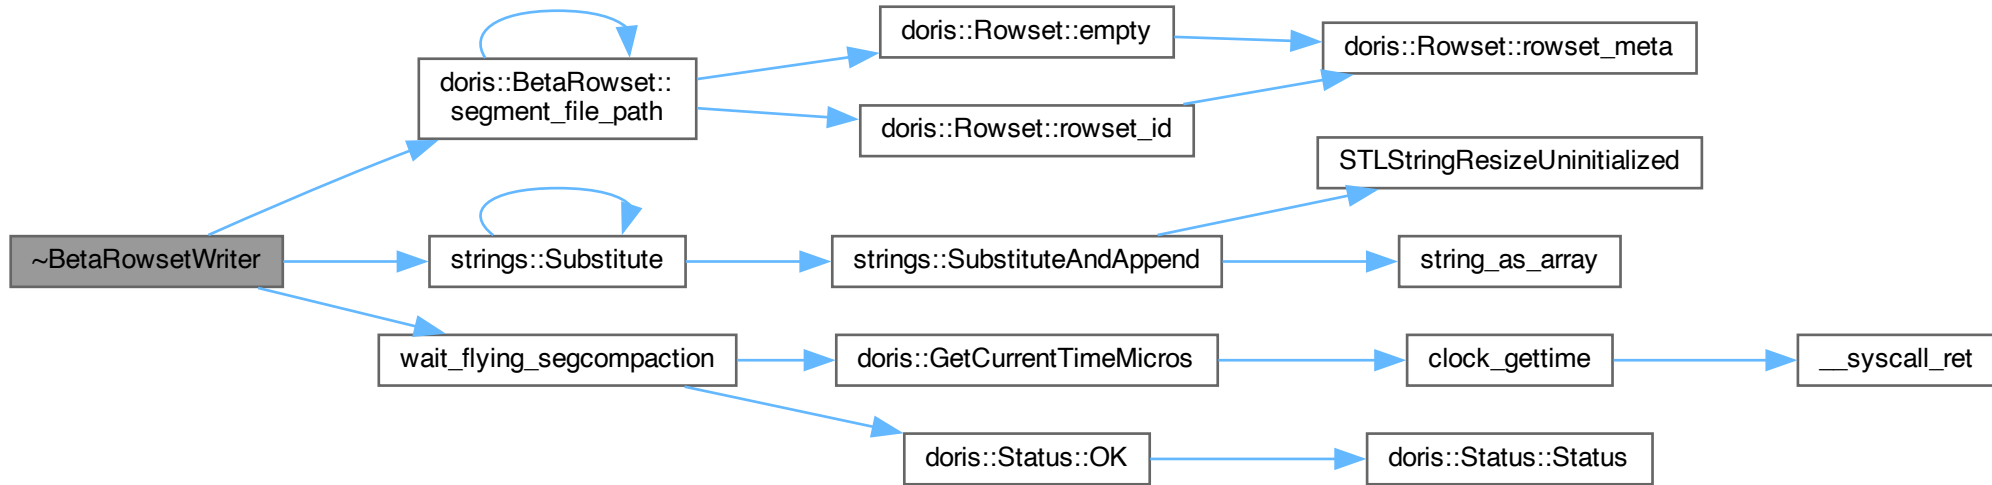 ~BetaRowsetWriter
doris::BetaRowset::
segment_file_path
doris::Rowset::empty
doris::Rowset::rowset_meta
doris::Rowset::rowset_id
strings::Substitute
strings::SubstituteAndAppend
STLStringResizeUninitialized
string_as_array
wait_flying_segcompaction
doris::GetCurrentTimeMicros
clock_gettime
__syscall_ret
doris::Status::OK
doris::Status::Status